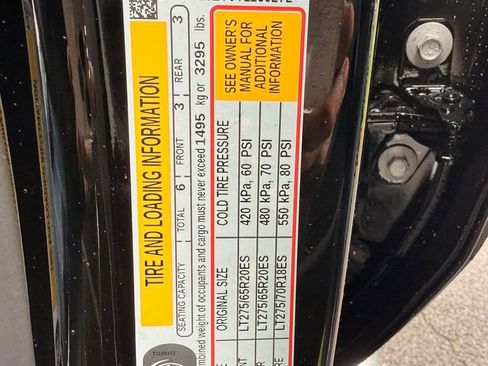 TIRE AND LOADING INFORMATION
SEATING CAPACITY TOTAL 6 FRONT 3 REAR 3
combined weight of occupants and cargo must never exceed 1495 kg or 3295 lbs.
ORIGINAL SIZE COLD TIRE PRESSURE
LT275/65R20ES 420 kPa, 60 PSI
LT275/65R20ES 480 kPa, 70 PSI
LT275/70R18ES 550 kPa, 80 PSI
SEE OWNER'S
MANUAL FOR
ADDITIONAL
INFORMATION